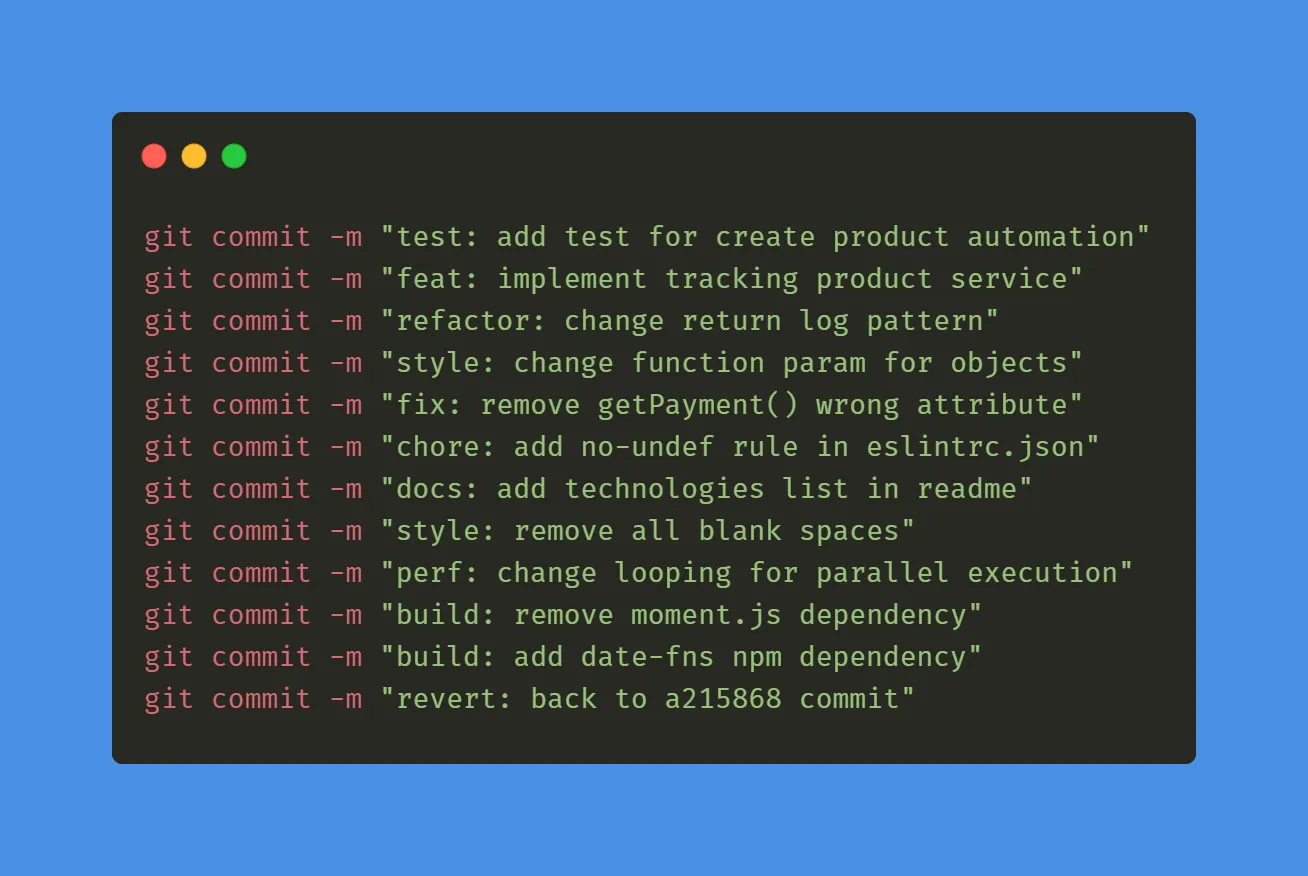 git commit -m "test: add test for create product automation"
git commit -m "feat: implement tracking product service"
git commit -m "refactor: change return log pattern"
git commit -m "style: change function param for objects"
git commit -m "fix: remove getPayment() wrong attribute"
git commit -m "chore: add no-undef rule in eslintrc.json"
git commit -m "docs: add technologies list in readme"
git commit -m "style: remove all blank spaces"
git commit -m "perf: change looping for parallel execution"
git commit -m "build: remove moment.js dependency"
git commit -m "build: add date-fns npm dependency"
git commit -m "revert: back to a215868 commit"